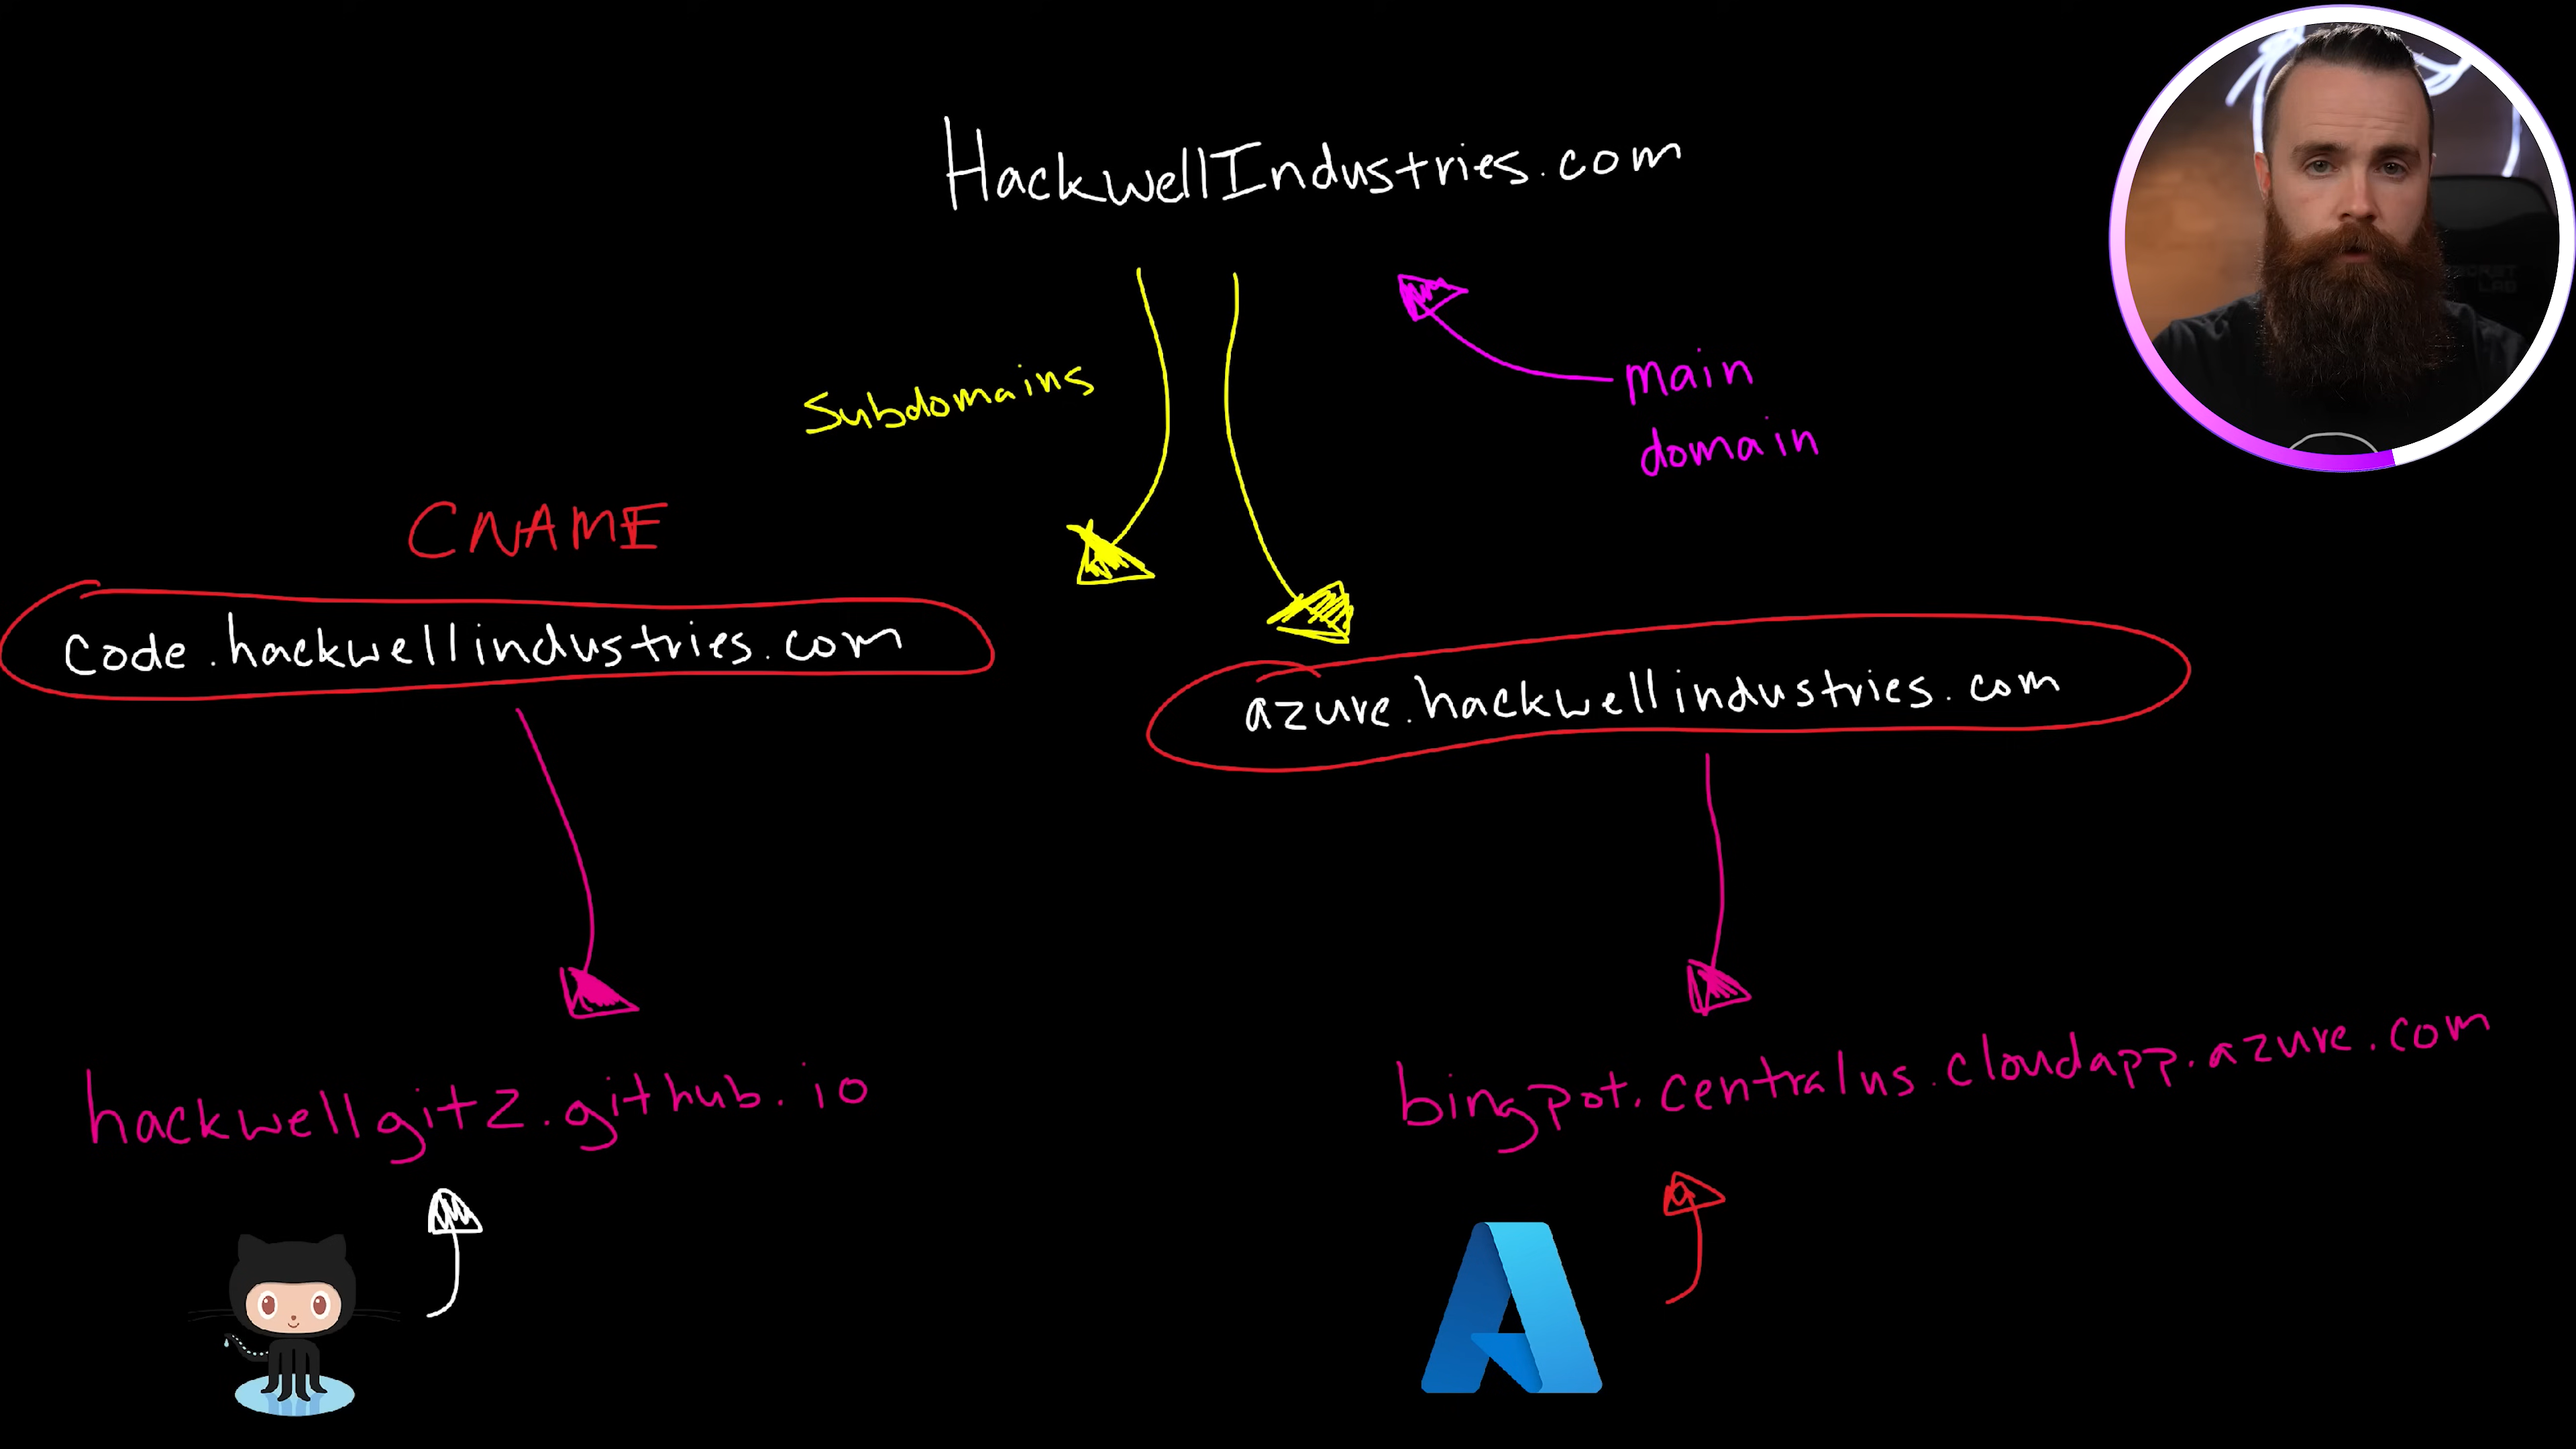 HackwellIndustries.com
Subdomains
main
domain
CNAME
code.hackwellindustries.com
azure.hackwellindustries.com
hackwellgit2.github.io
bingpot.centralus.cloudapp.azure.com